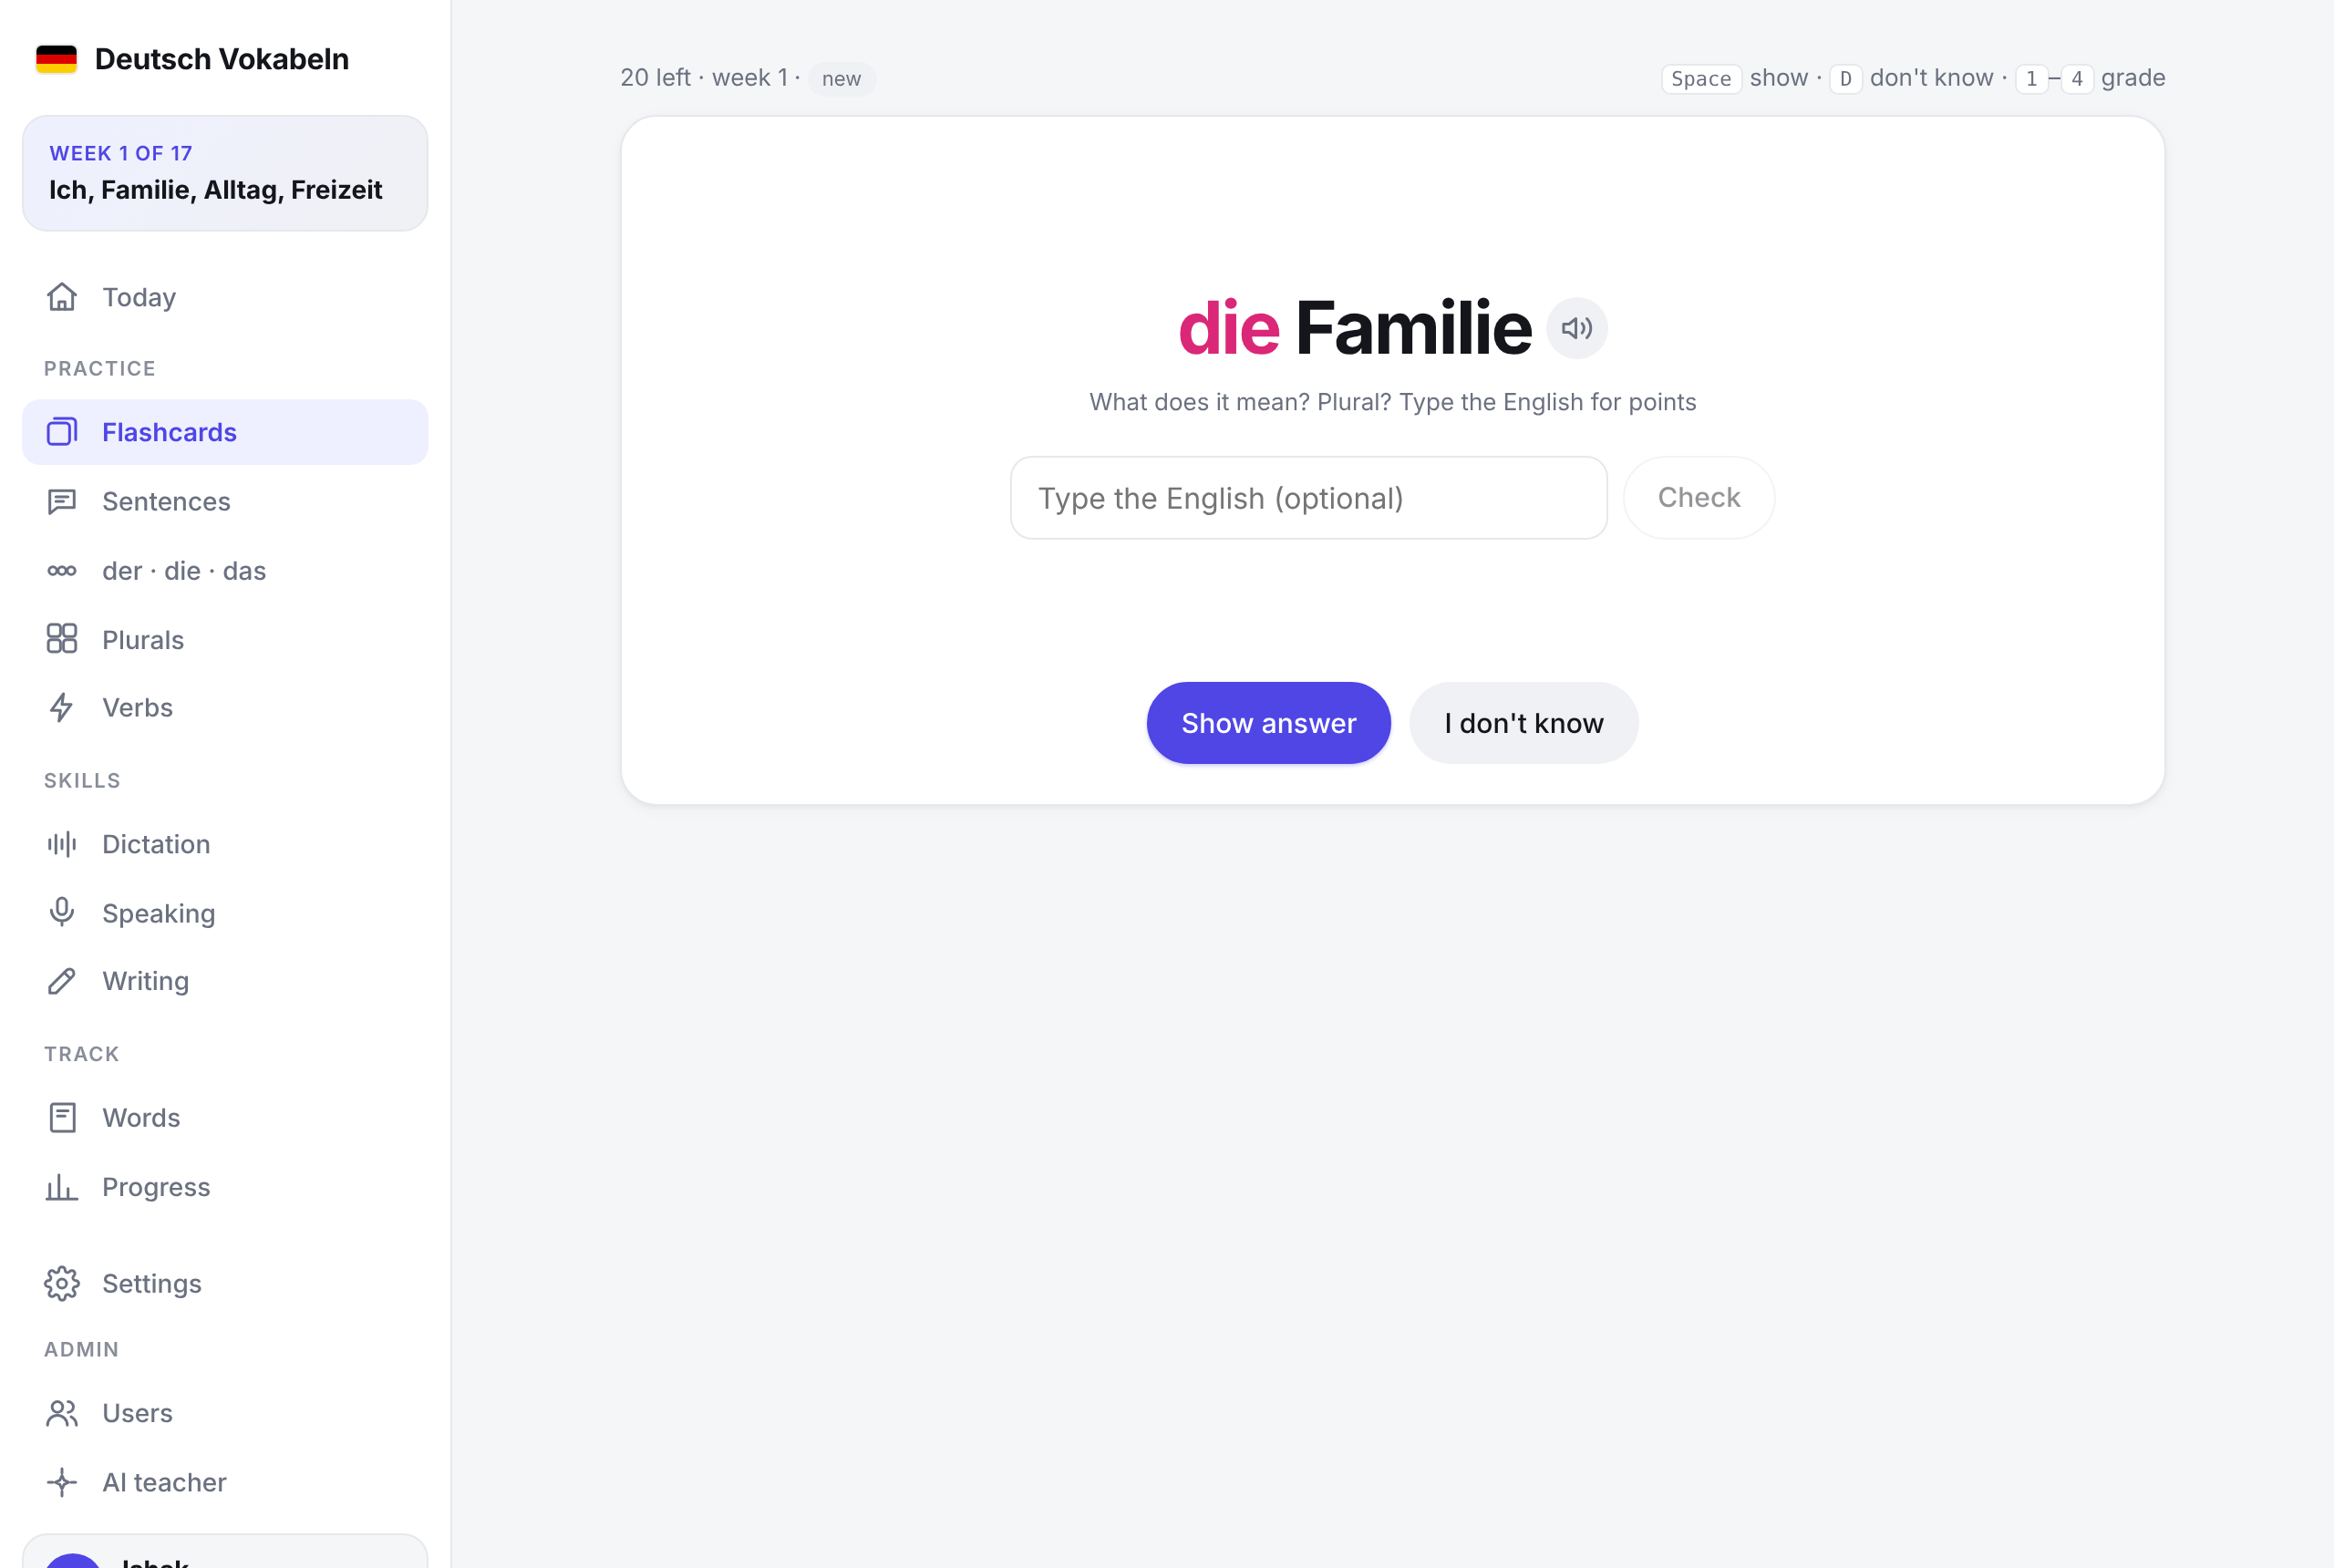 Deutsch Vokabeln
WEEK 1 OF 17
Ich, Familie, Alltag, Freizeit
Today
PRACTICE
Flashcards
Sentences
der · die · das
Plurals
Verbs
SKILLS
Dictation
Speaking
Writing
TRACK
Words
Progress
Settings
ADMIN
Users
AI teacher
20 left · week 1 · new
Space show · D don't know · 1–4 grade
die Familie
What does it mean? Plural? Type the English for points
Type the English (optional)
Check
Show answer
I don't know